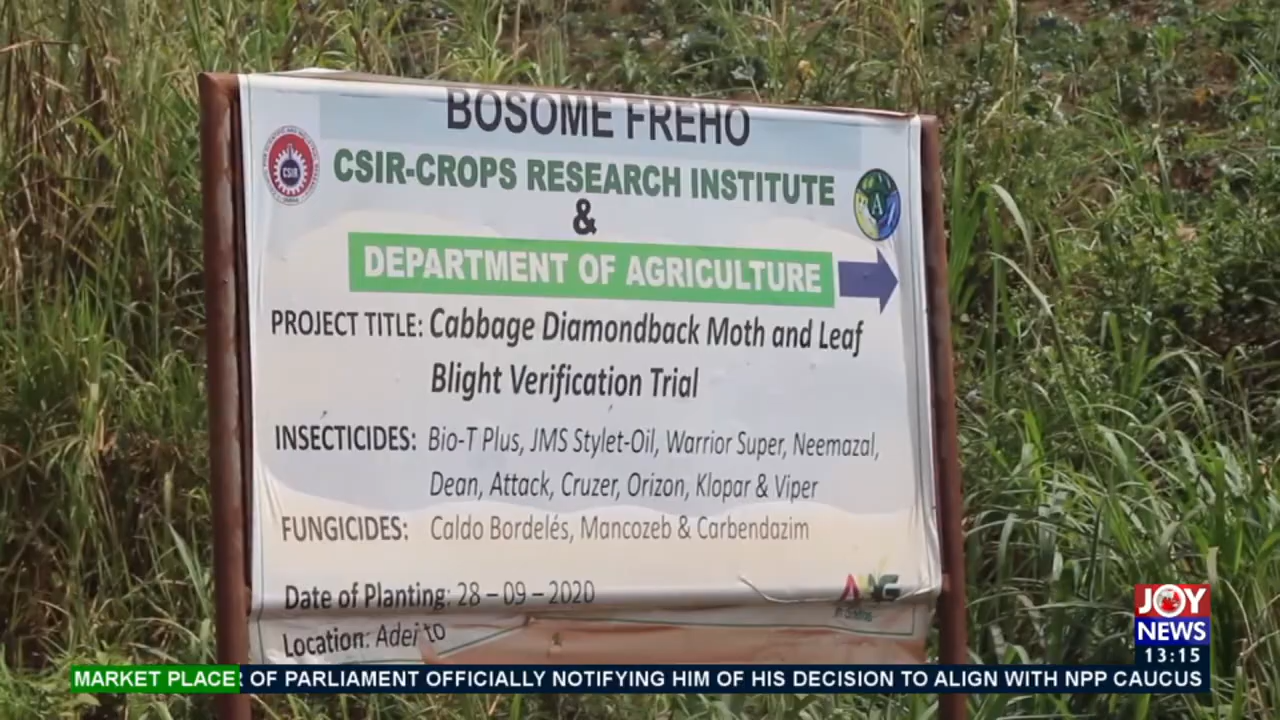 BOSOME FREHO
CSIR-CROPS RESEARCH INSTITUTE
&
DEPARTMENT OF AGRICULTURE
PROJECT TITLE: Cabbage Diamondback Moth and Leaf
Blight Verification Trial
INSECTICIDES: Bio-T Plus, JMS Stylet-Oil, Warrior Super, Neemazal,
Dean, Attack, Cruzer, Orizon, Klopar & Viper
FUNGICIDES: Caldo Bordelés, Mancozeb & Carbendazim
Date of Planting: 28 – 09 – 2020
Location: Adeito
CSIR
A
JOY
NEWS
13:15
MARKET PLACE OF PARLIAMENT OFFICIALLY NOTIFYING HIM OF HIS DECISION TO ALIGN WITH NPP CAUCUS